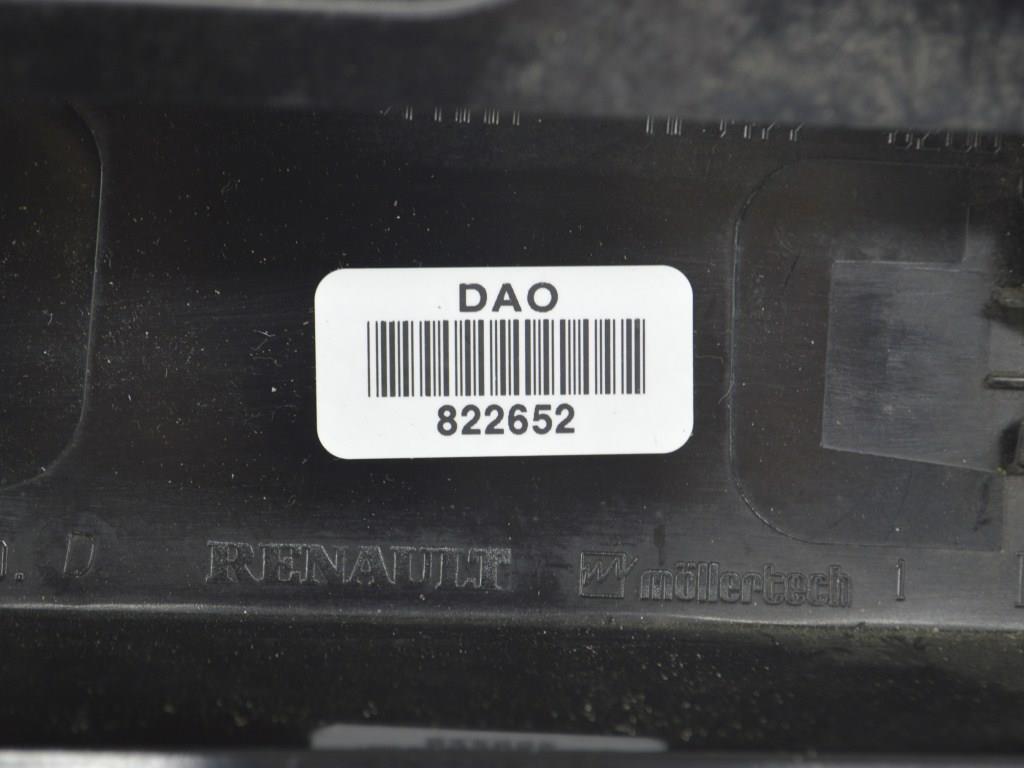 DAO
822652
D RENAULT möllertech 1